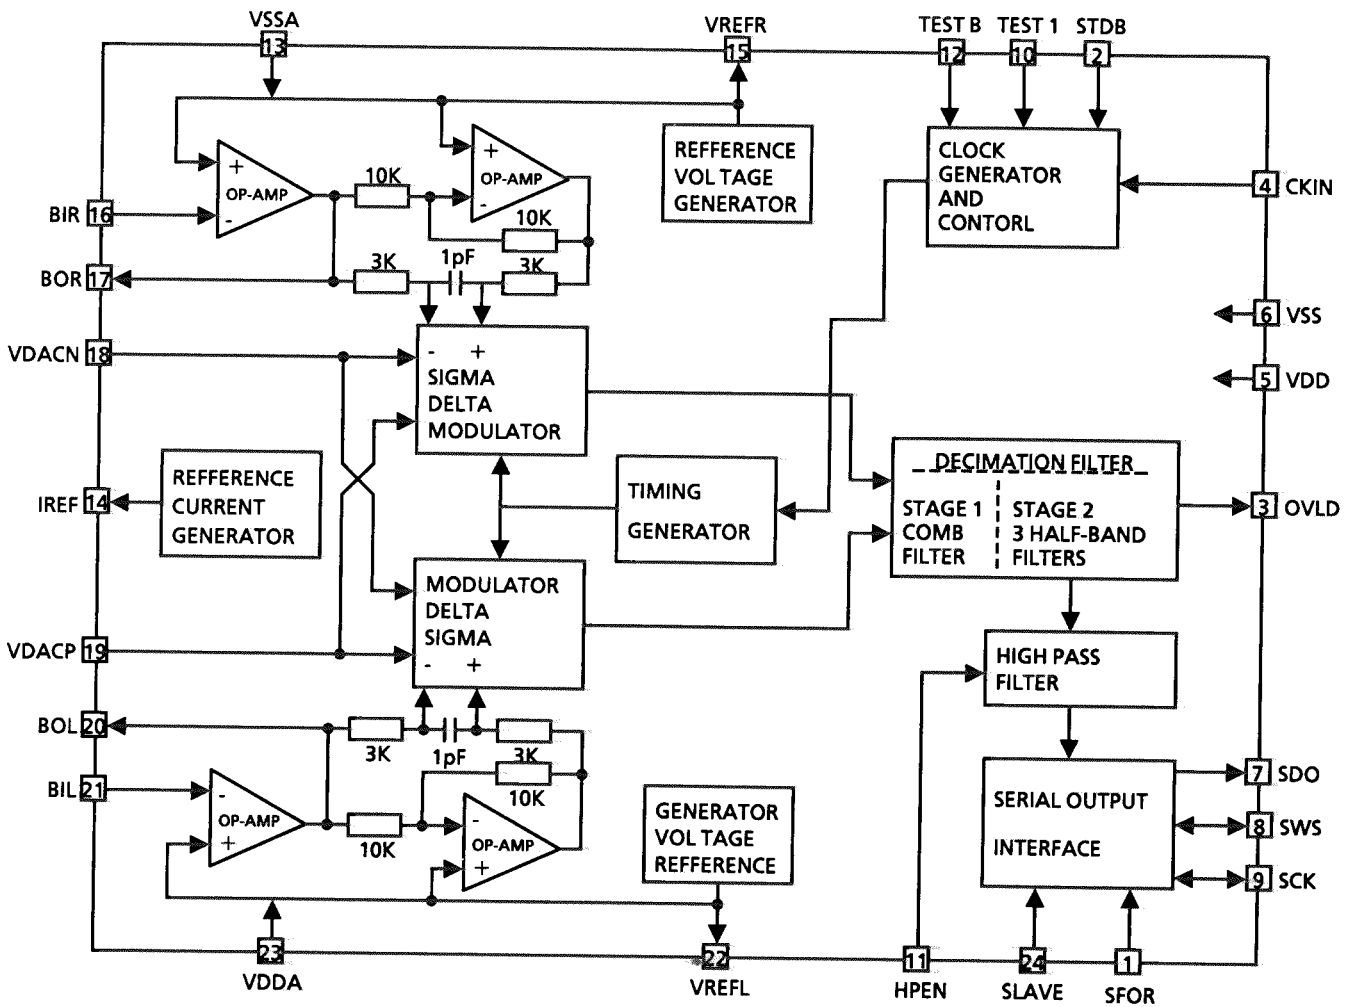 VSSA
VREFR
TEST B TEST 1 STDB
13
15
12
10
2
REFFERENCE
VOL TAGE
GENERATOR
CLOCK
GENERATOR
AND
CONTORL
+
OP-AMP
-
10K
+
OP-AMP
-
10K
4 CKIN
BIR 16
BOR 17
3K
1pF
3K
6 VSS
VDACN 18
- +
SIGMA
DELTA
MODULATOR
5 VDD
REFFERENCE
CURRENT
GENERATOR
IREF 14
TIMING
GENERATOR
DECIMATION FILTER
STAGE 1
COMB
FILTER
STAGE 2
3 HALF-BAND
FILTERS
3 OVLD
MODULATOR
DELTA
SIGMA
- +
VDACP 19
HIGH PASS
FILTER
BOL 20
3K
1pF
3K
BIL 21
10K
-
OP-AMP
+
10K
-
OP-AMP
+
GENERATOR
VOL TAGE
REFFERENCE
SERIAL OUTPUT
INTERFACE
7 SDO
8 SWS
9 SCK
23
22
11
24
1
VDDA
VREFL
HPEN
SLAVE
SFOR